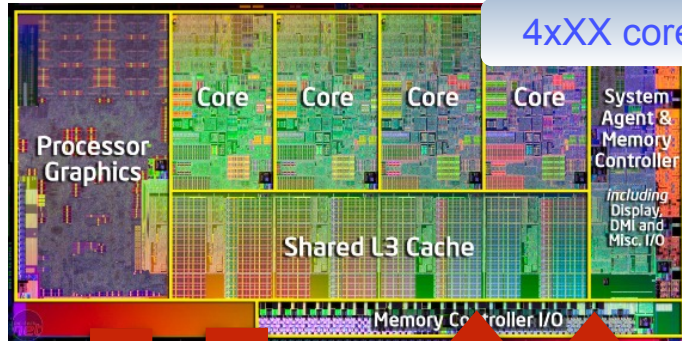 4xXX core
Core
Core
Core
Core
Processor
Graphics
System
Agent &
Memory
Controller
including
Display,
DMI and
Misc. I/O
Shared L3 Cache
Memory Controller I/O